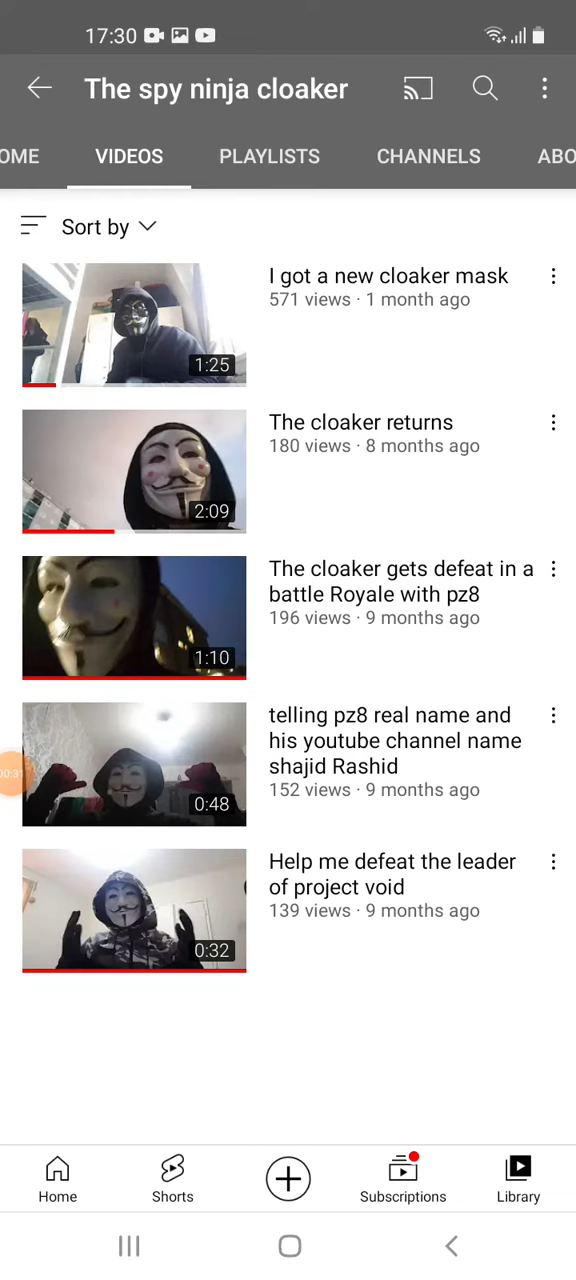 17:30
The spy ninja cloaker
OME VIDEOS PLAYLISTS CHANNELS ABO
Sort by
I got a new cloaker mask
571 views · 1 month ago
1:25
The cloaker returns
180 views · 8 months ago
2:09
The cloaker gets defeat in a
battle Royale with pz8
196 views · 9 months ago
1:10
telling pz8 real name and
his youtube channel name
shajid Rashid
152 views · 9 months ago
0:48
Help me defeat the leader
of project void
139 views · 9 months ago
0:32
Home Shorts Subscriptions Library